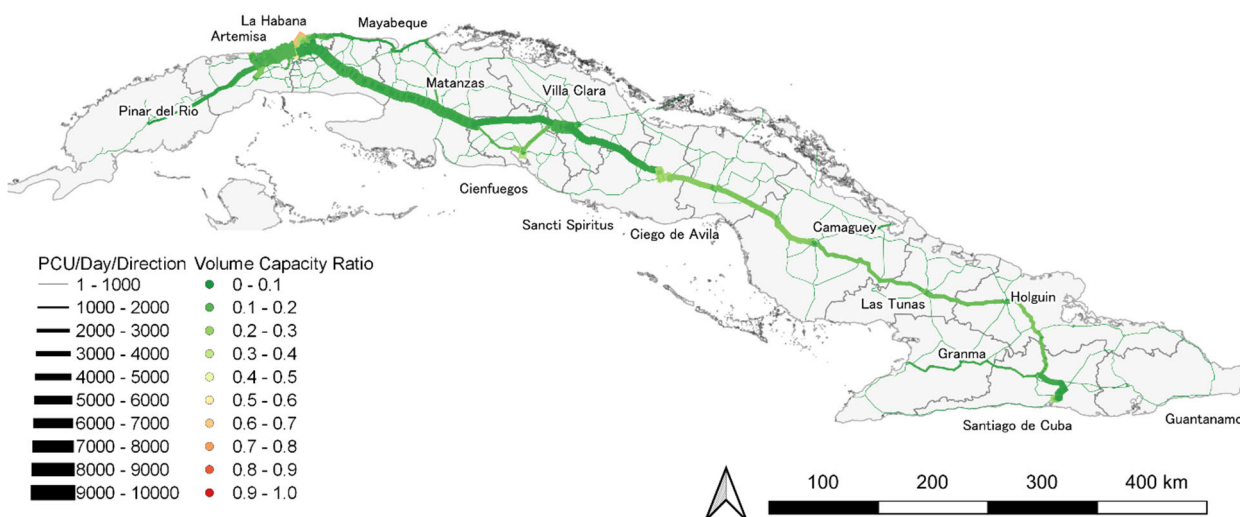 La Habana
Mayabeque
Artemisa
Matanzas
Villa Clara
Pinar del Rio
Cienfuegos
Sancti Spiritus
Ciego de Avila
Camaguey
Las Tunas
Holguin
Granma
Santiago de Cuba
Guantanamo
PCU/Day/Direction Volume Capacity Ratio
1 - 1000 0 - 0.1
1000 - 2000 0.1 - 0.2
2000 - 3000 0.2 - 0.3
3000 - 4000 0.3 - 0.4
4000 - 5000 0.4 - 0.5
5000 - 6000 0.5 - 0.6
6000 - 7000 0.6 - 0.7
7000 - 8000 0.7 - 0.8
8000 - 9000 0.8 - 0.9
9000 - 10000 0.9 - 1.0
100 200 300 400 km